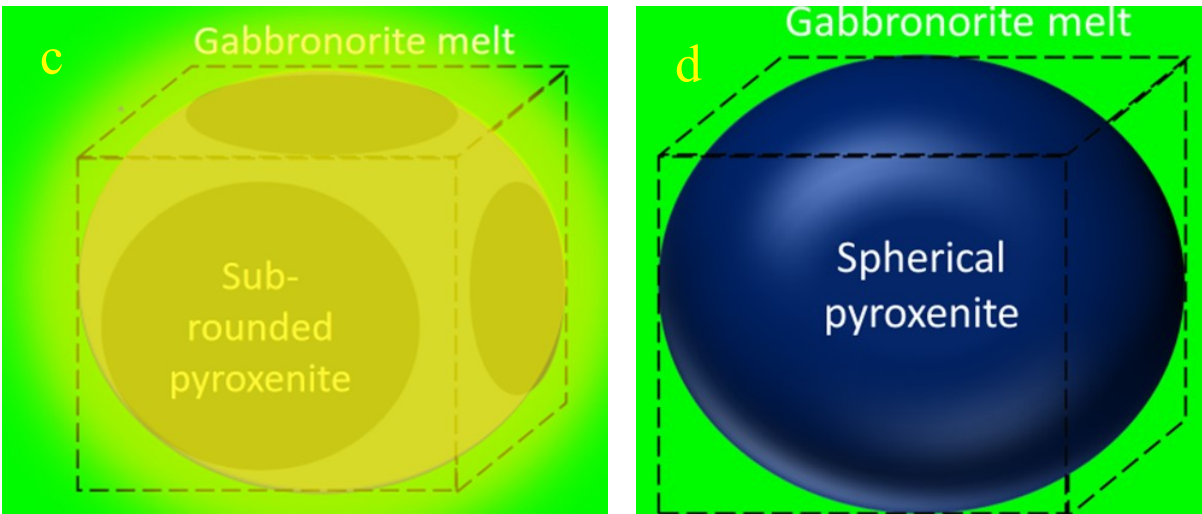 c
Gabbronorite melt
Sub-
rounded
pyroxenite
d
Gabbronorite melt
Spherical
pyroxenite